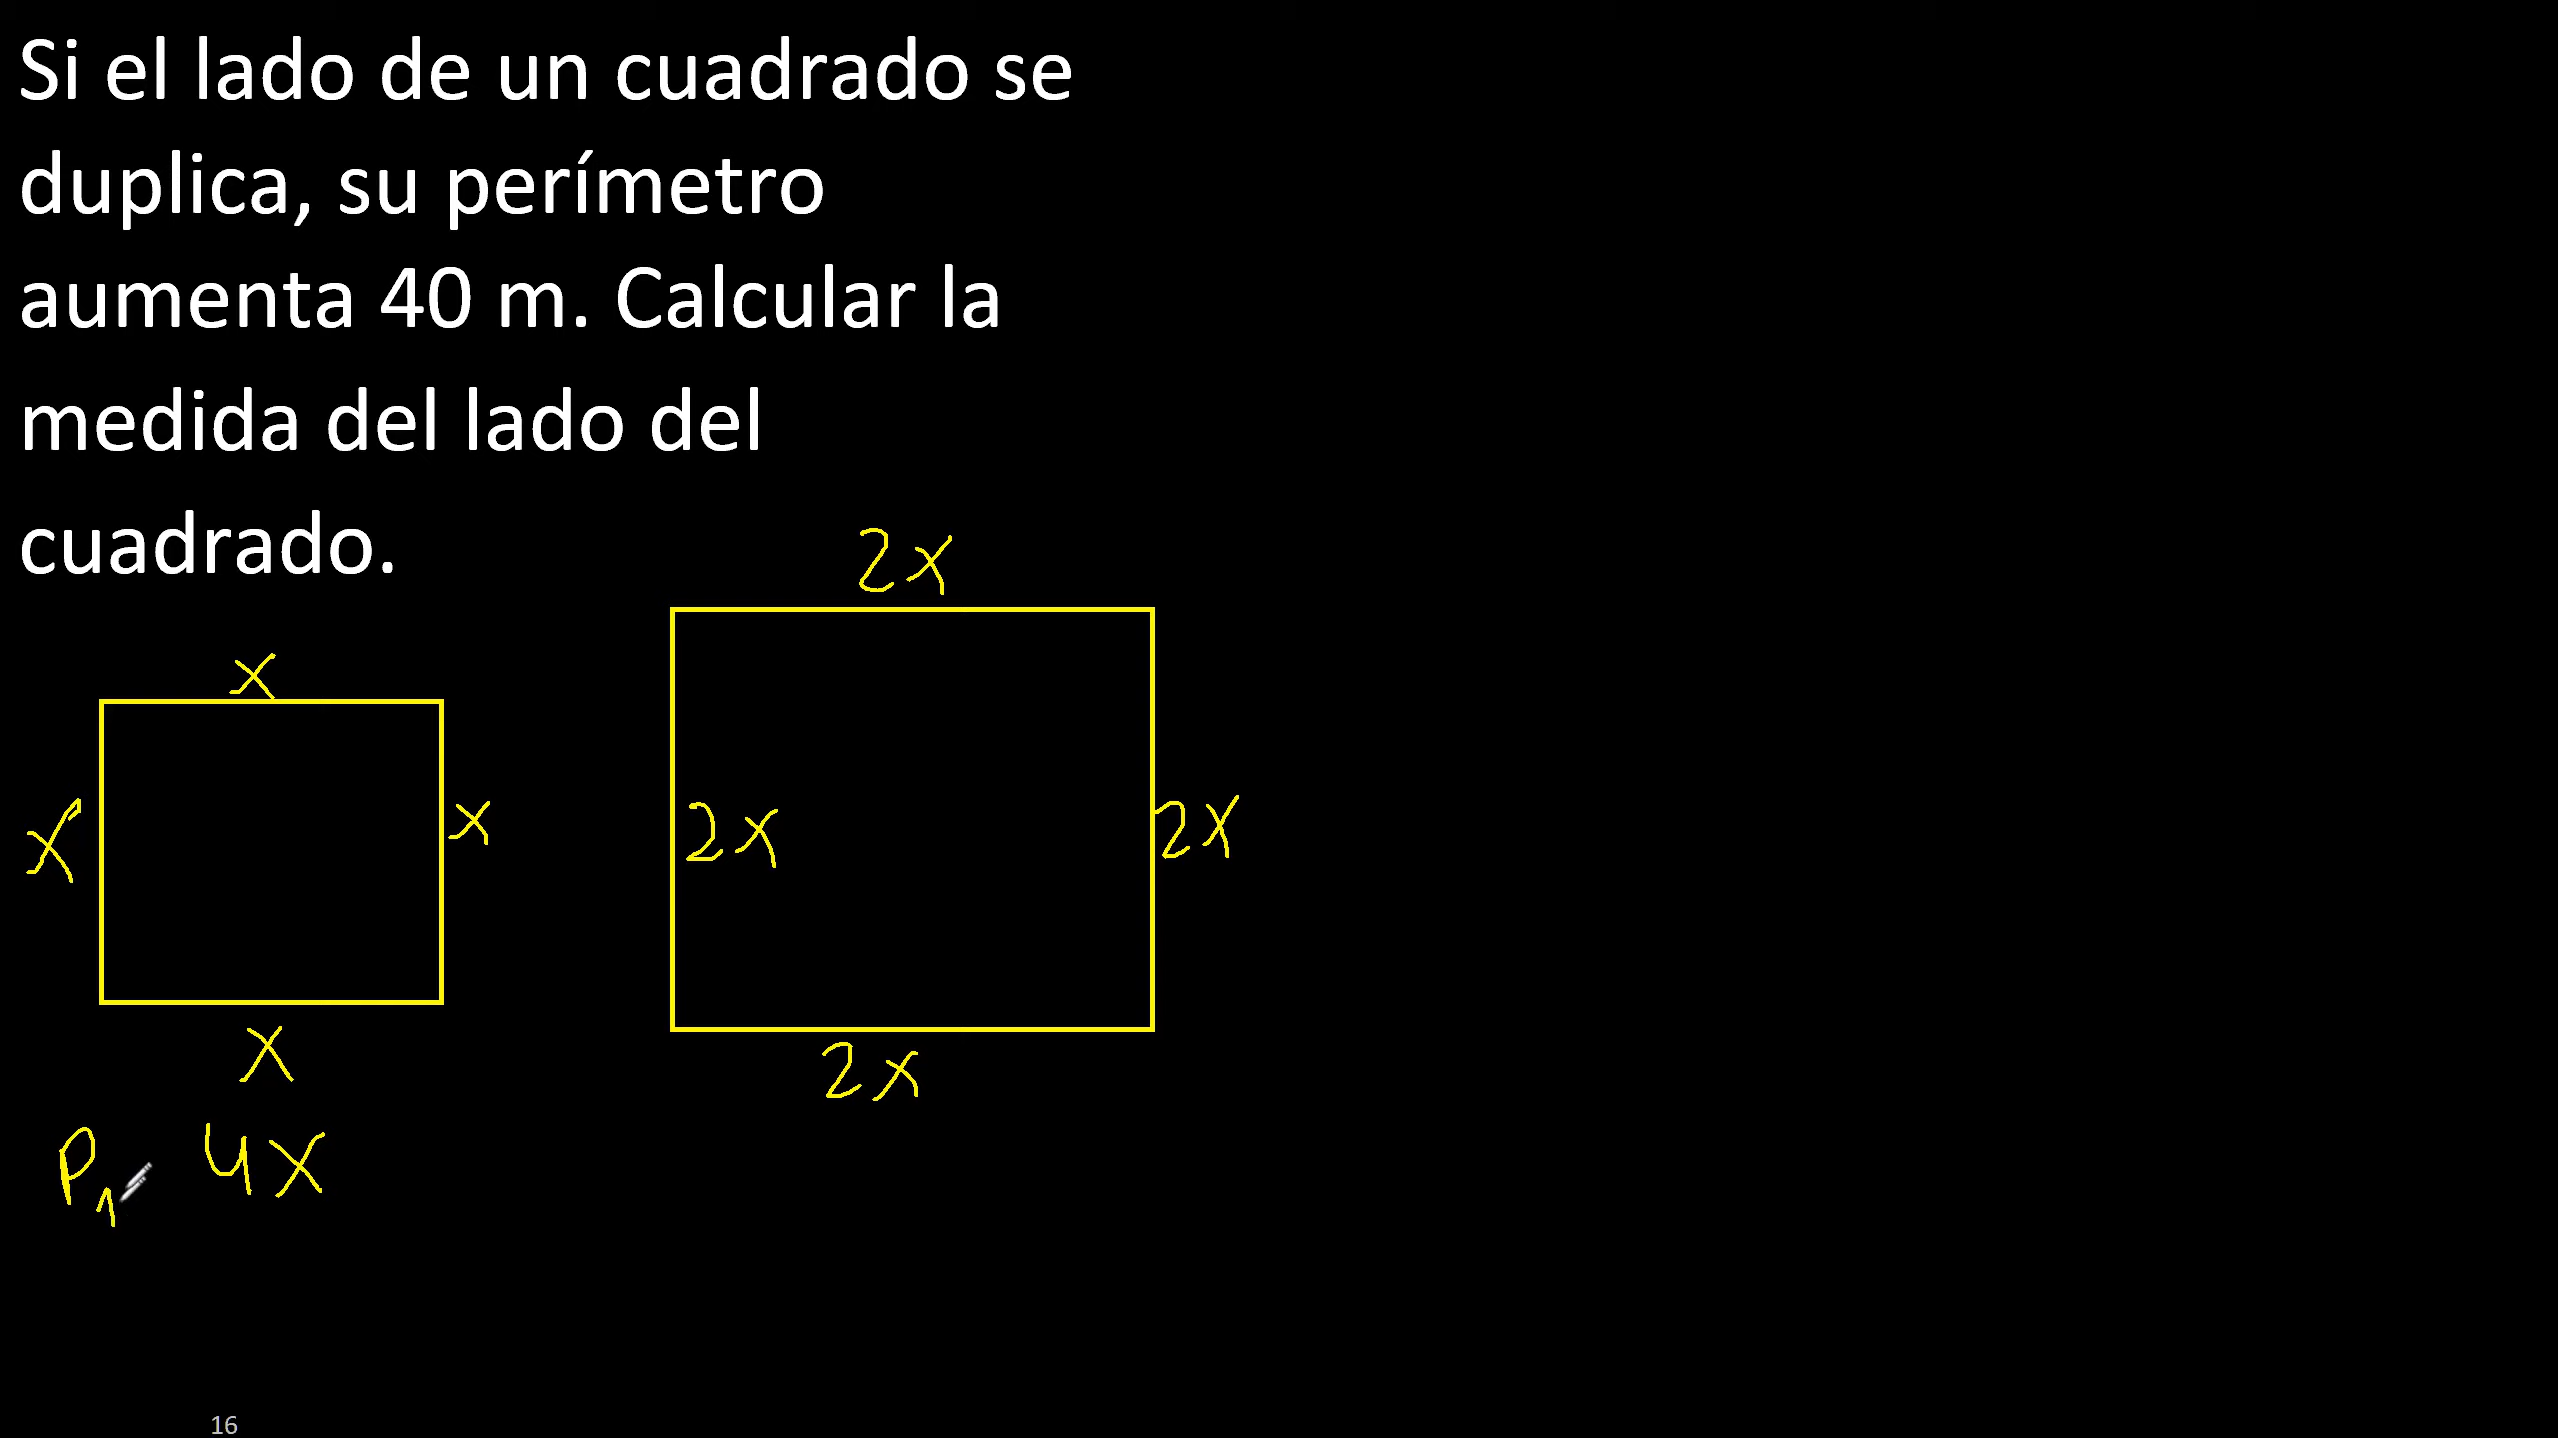 Si el lado de un cuadrado se
duplica, su perímetro
aumenta 40 m. Calcular la
medida del lado del
cuadrado.
2x
x
x
x
2x
2x
x
2x
P₁ 4x
16